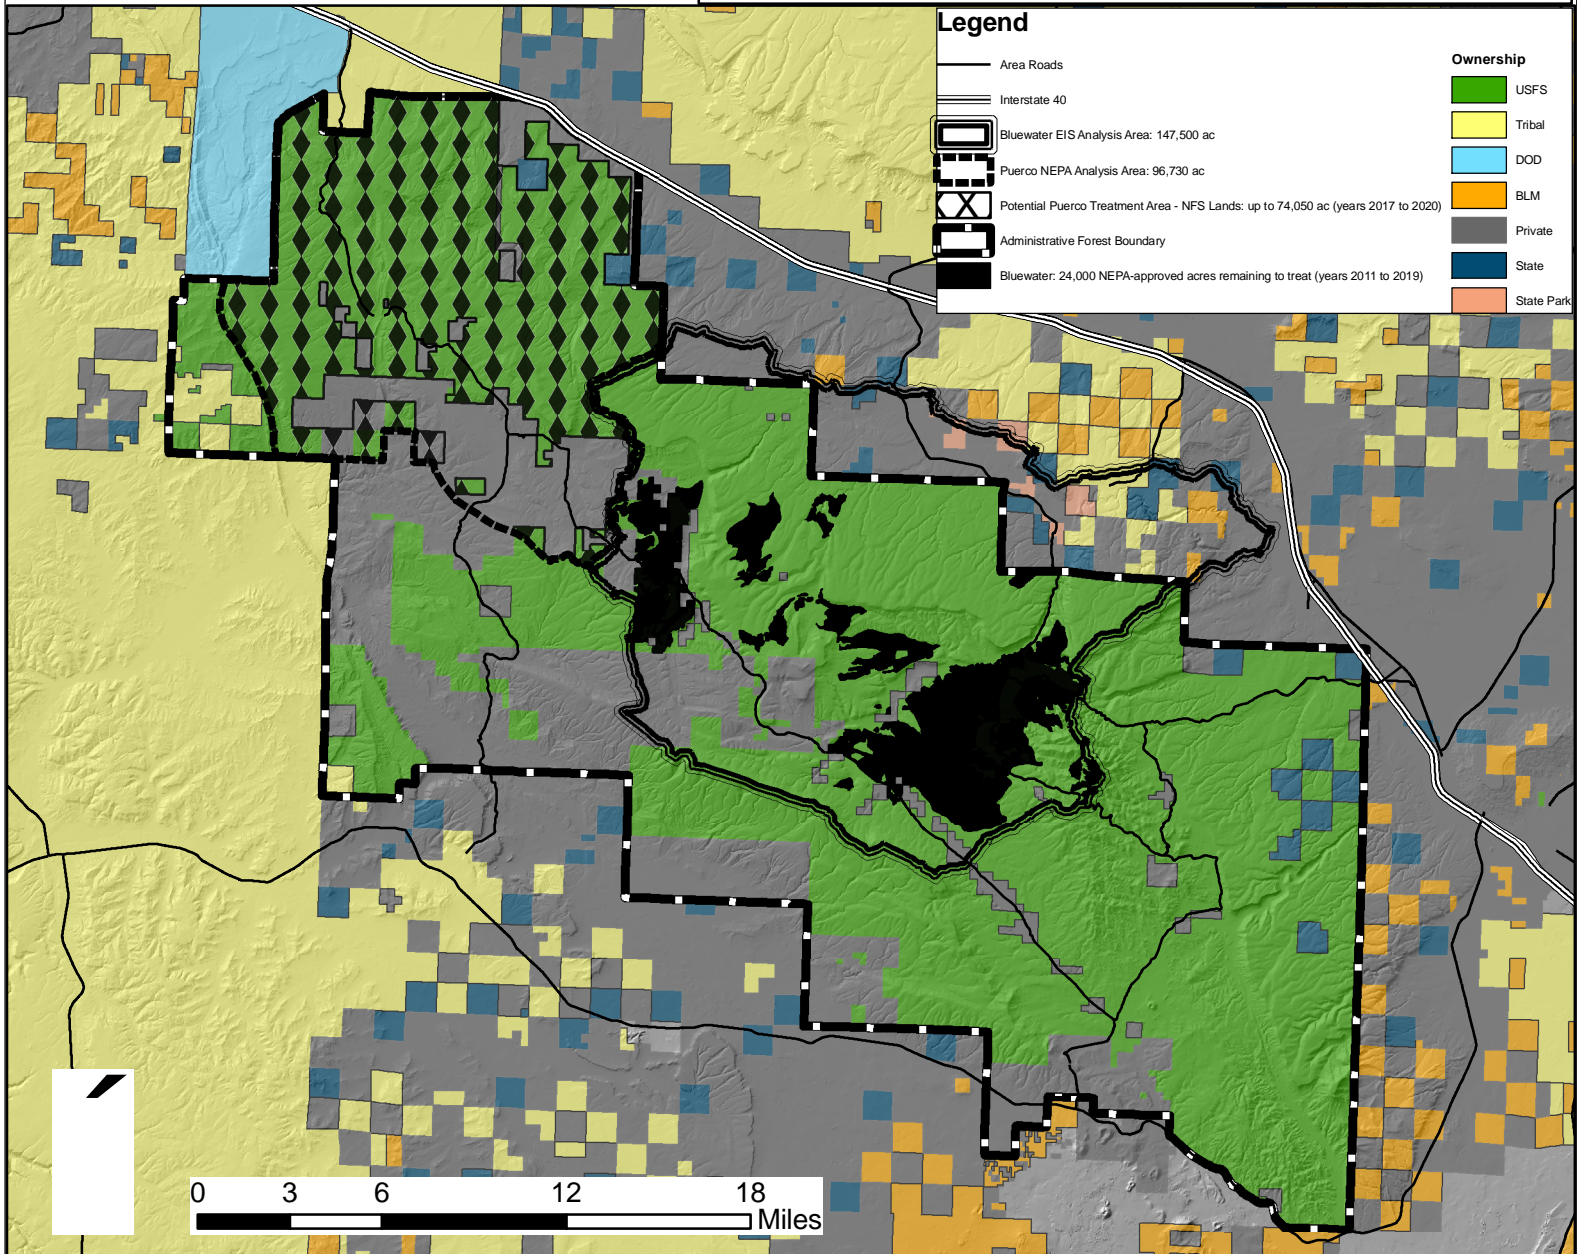 Legend
Area Roads
Interstate 40
Bluewater EIS Analysis Area: 147,500 ac
Puerco NEPA Analysis Area: 96,730 ac
Potential Puerco Treatment Area - NFS Lands: up to 74,050 ac (years 2017 to 2020)
Administrative Forest Boundary
Bluewater: 24,000 NEPA-approved acres remaining to treat (years 2011 to 2019)
Ownership
USFS
Tribal
DOD
BLM
Private
State
State Park
0 3 6 12 18
Miles